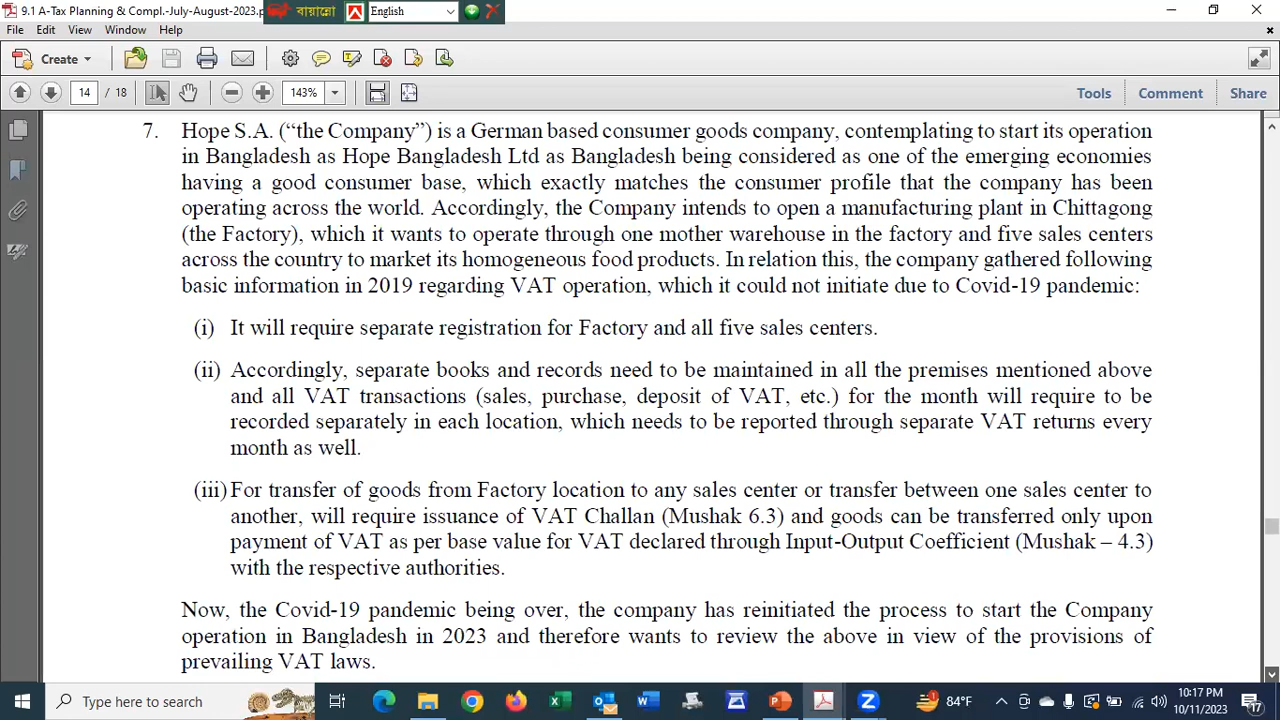 9.1 A-Tax Planning & Compl.-July-August-2023.p
বায়ান্নো
English
File Edit View Window Help
Create
14 / 18 143% Tools Comment Share
7. Hope S.A. (“the Company”) is a German based consumer goods company, contemplating to start its operation
in Bangladesh as Hope Bangladesh Ltd as Bangladesh being considered as one of the emerging economies
having a good consumer base, which exactly matches the consumer profile that the company has been
operating across the world. Accordingly, the Company intends to open a manufacturing plant in Chittagong
(the Factory), which it wants to operate through one mother warehouse in the factory and five sales centers
across the country to market its homogeneous food products. In relation this, the company gathered following
basic information in 2019 regarding VAT operation, which it could not initiate due to Covid-19 pandemic:
(i) It will require separate registration for Factory and all five sales centers.
(ii) Accordingly, separate books and records need to be maintained in all the premises mentioned above
and all VAT transactions (sales, purchase, deposit of VAT, etc.) for the month will require to be
recorded separately in each location, which needs to be reported through separate VAT returns every
month as well.
(iii) For transfer of goods from Factory location to any sales center or transfer between one sales center to
another, will require issuance of VAT Challan (Mushak 6.3) and goods can be transferred only upon
payment of VAT as per base value for VAT declared through Input-Output Coefficient (Mushak – 4.3)
with the respective authorities.
Now, the Covid-19 pandemic being over, the company has reinitiated the process to start the Company
operation in Bangladesh in 2023 and therefore wants to review the above in view of the provisions of
prevailing VAT laws.
Type here to search
84°F
10:17 PM
10/11/2023
17